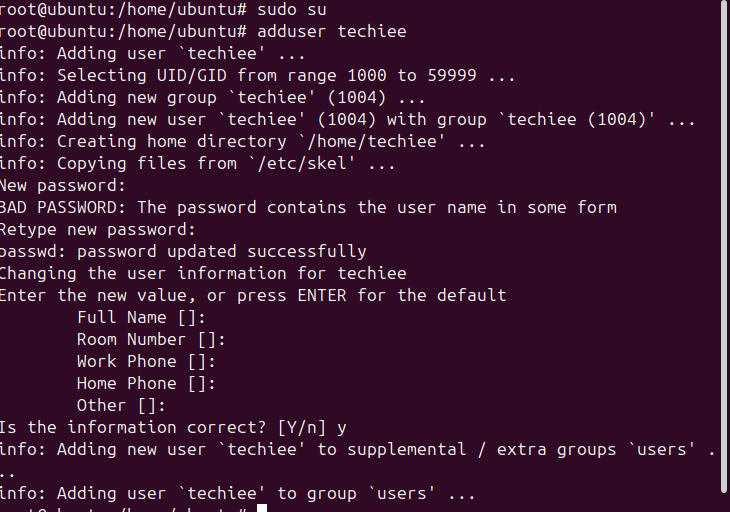 root@ubuntu:/home/ubuntu# sudo su
root@ubuntu:/home/ubuntu# adduser techiee
info: Adding user `techiee' ...
info: Selecting UID/GID from range 1000 to 59999 ...
info: Adding new group `techiee' (1004) ...
info: Adding new user `techiee' (1004) with group `techiee (1004)' ...
info: Creating home directory `/home/techiee' ...
info: Copying files from `/etc/skel' ...
New password:
BAD PASSWORD: The password contains the user name in some form
Retype new password:
passwd: password updated successfully
Changing the user information for techiee
Enter the new value, or press ENTER for the default
Full Name []:
Room Number []:
Work Phone []:
Home Phone []:
Other []:
Is the information correct? [Y/n] y
info: Adding new user `techiee' to supplemental / extra groups `users' .
..
info: Adding user `techiee' to group `users' ...
root@ubuntu:/home/ubuntu#